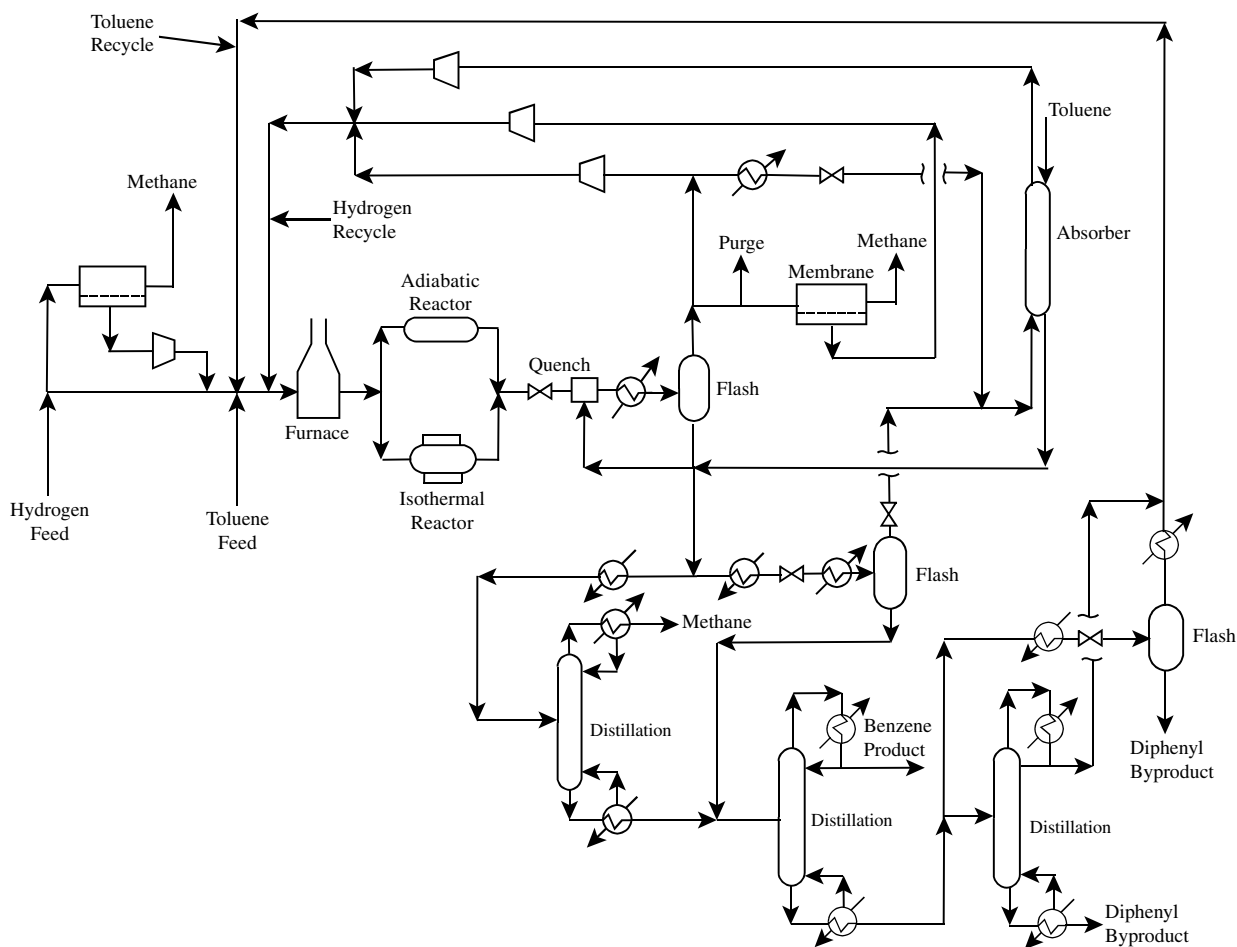 Toluene
Recycle
Toluene
Methane
Hydrogen
Recycle
Absorber
Purge
Methane
Membrane
Adiabatic
Reactor
Quench
Flash
Furnace
Isothermal
Reactor
Hydrogen
Feed
Toluene
Feed
Flash
Methane
Flash
Distillation
Benzene
Product
Diphenyl
Byproduct
Distillation
Distillation
Diphenyl
Byproduct